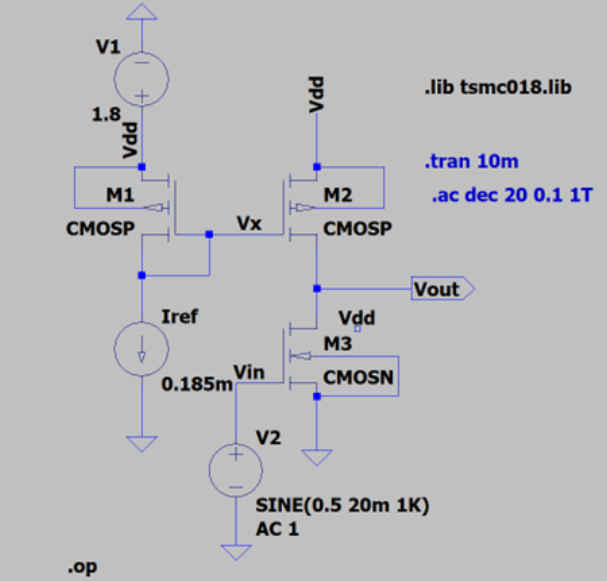 V1
1.8
Vdd
Vdd
.lib tsmc018.lib
.tran 10m
.ac dec 20 0.1 1T
M1
CMOSP
Vx
M2
CMOSP
Vout
Iref
0.185m
Vdd
M3
CMOSN
Vin
V2
SINE(0.5 20m 1K)
AC 1
.op